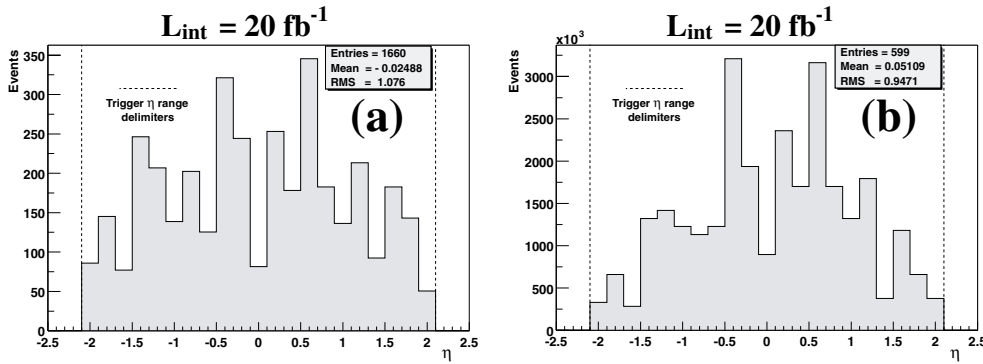 L_int = 20 fb^-1
Events
350
300
250
200
150
100
50
0
Entries = 1660
Mean = - 0.02488
RMS = 1.076
Trigger η range
delimiters
(a)
-2.5 -2 -1.5 -1 -0.5 0 0.5 1 1.5 2 2.5
η
L_int = 20 fb^-1
×10^3
Events
3000
2500
2000
1500
1000
500
0
Entries = 599
Mean = 0.05109
RMS = 0.9471
Trigger η range
delimiters
(b)
-2.5 -2 -1.5 -1 -0.5 0 0.5 1 1.5 2 2.5
η